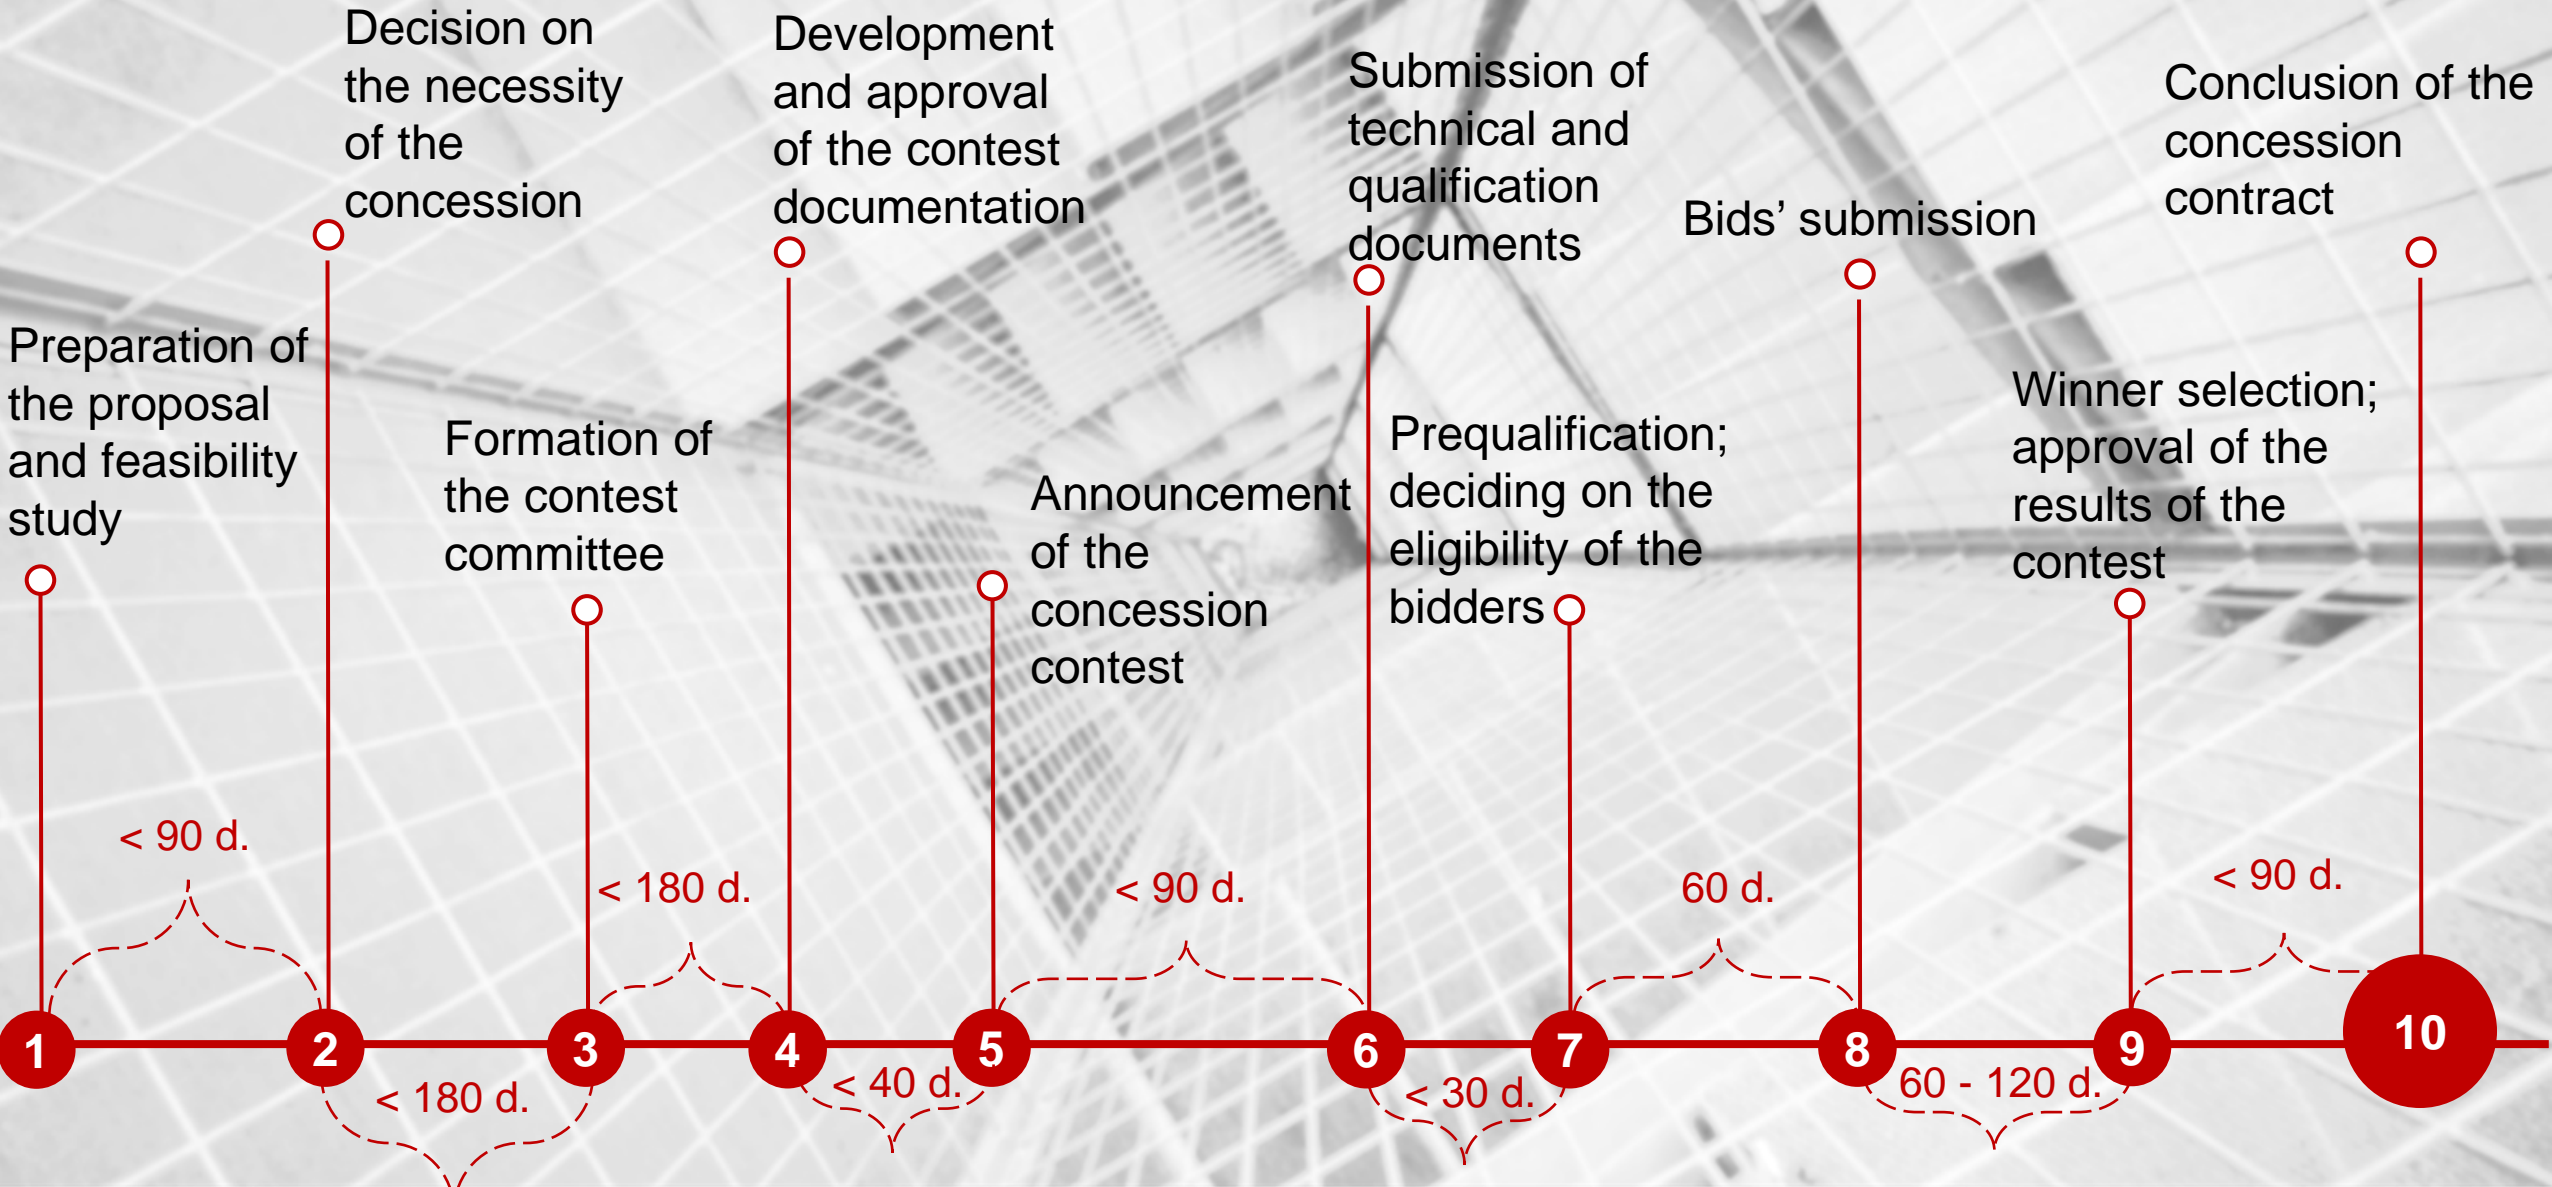 Preparation of
the proposal
and feasibility
study
Decision on
the necessity
of the
concession
Formation of
the contest
committee
Development
and approval
of the contest
documentation
Announcement
of the
concession
contest
Submission of
technical and
qualification
documents
Prequalification;
deciding on the
eligibility of the
bidders
Bids’ submission
Winner selection;
approval of the
results of the
contest
Conclusion of the
concession
contract
< 90 d.
< 180 d.
< 90 d.
60 d.
< 90 d.
1
2
3
4
5
6
7
8
9
10
< 180 d.
< 40 d.
< 30 d.
60 - 120 d.